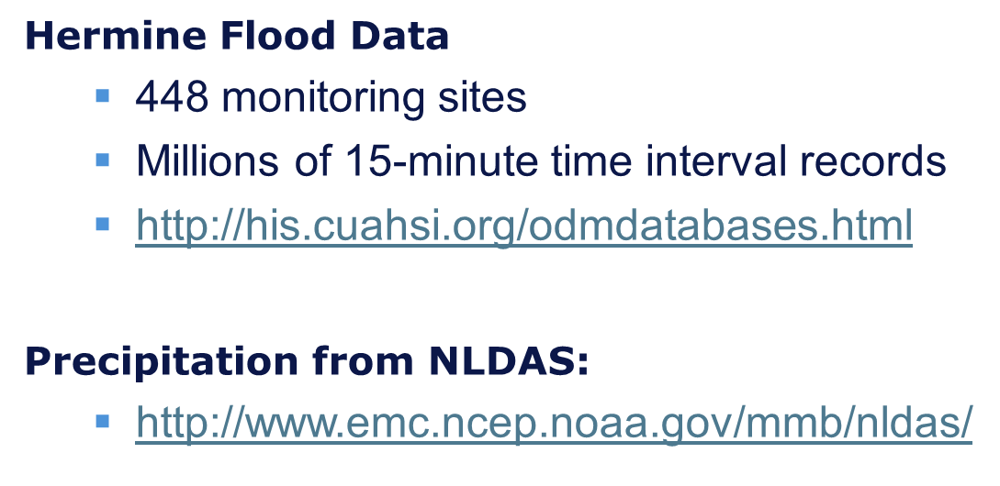 Hermine Flood Data
▪ 448 monitoring sites
▪ Millions of 15-minute time interval records
▪ http://his.cuahsi.org/odmdatabases.html
Precipitation from NLDAS:
▪ http://www.emc.ncep.noaa.gov/mmb/nldas/